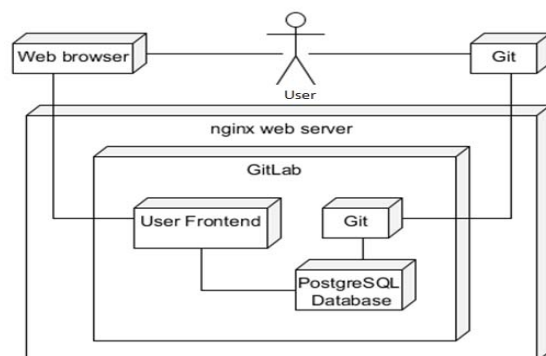 Web browser
Git
User
nginx web server
GitLab
User Frontend
Git
PostgreSQL
Database